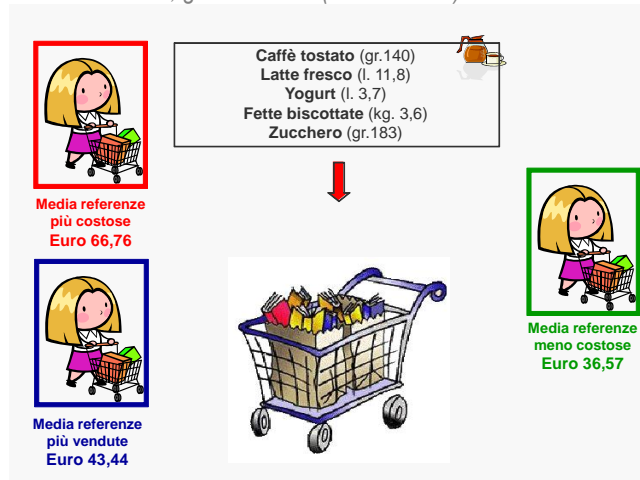 Caffè tostato (gr.140)
Latte fresco (l. 11,8)
Yogurt (l. 3,7)
Fette biscottate (kg. 3,6)
Zucchero (gr.183)
Media referenze
più costose
Euro 66,76
Media referenze
più vendute
Euro 43,44
Media referenze
meno costose
Euro 36,57